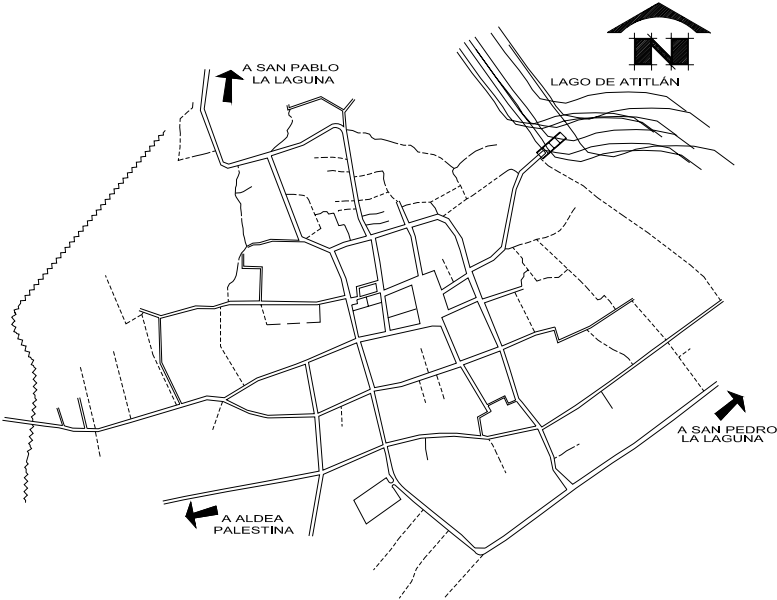 N
A SAN PABLO
LA LAGUNA
LAGO DE ATITLÁN
A SAN PEDRO
LA LAGUNA
A ALDEA
PALESTINA